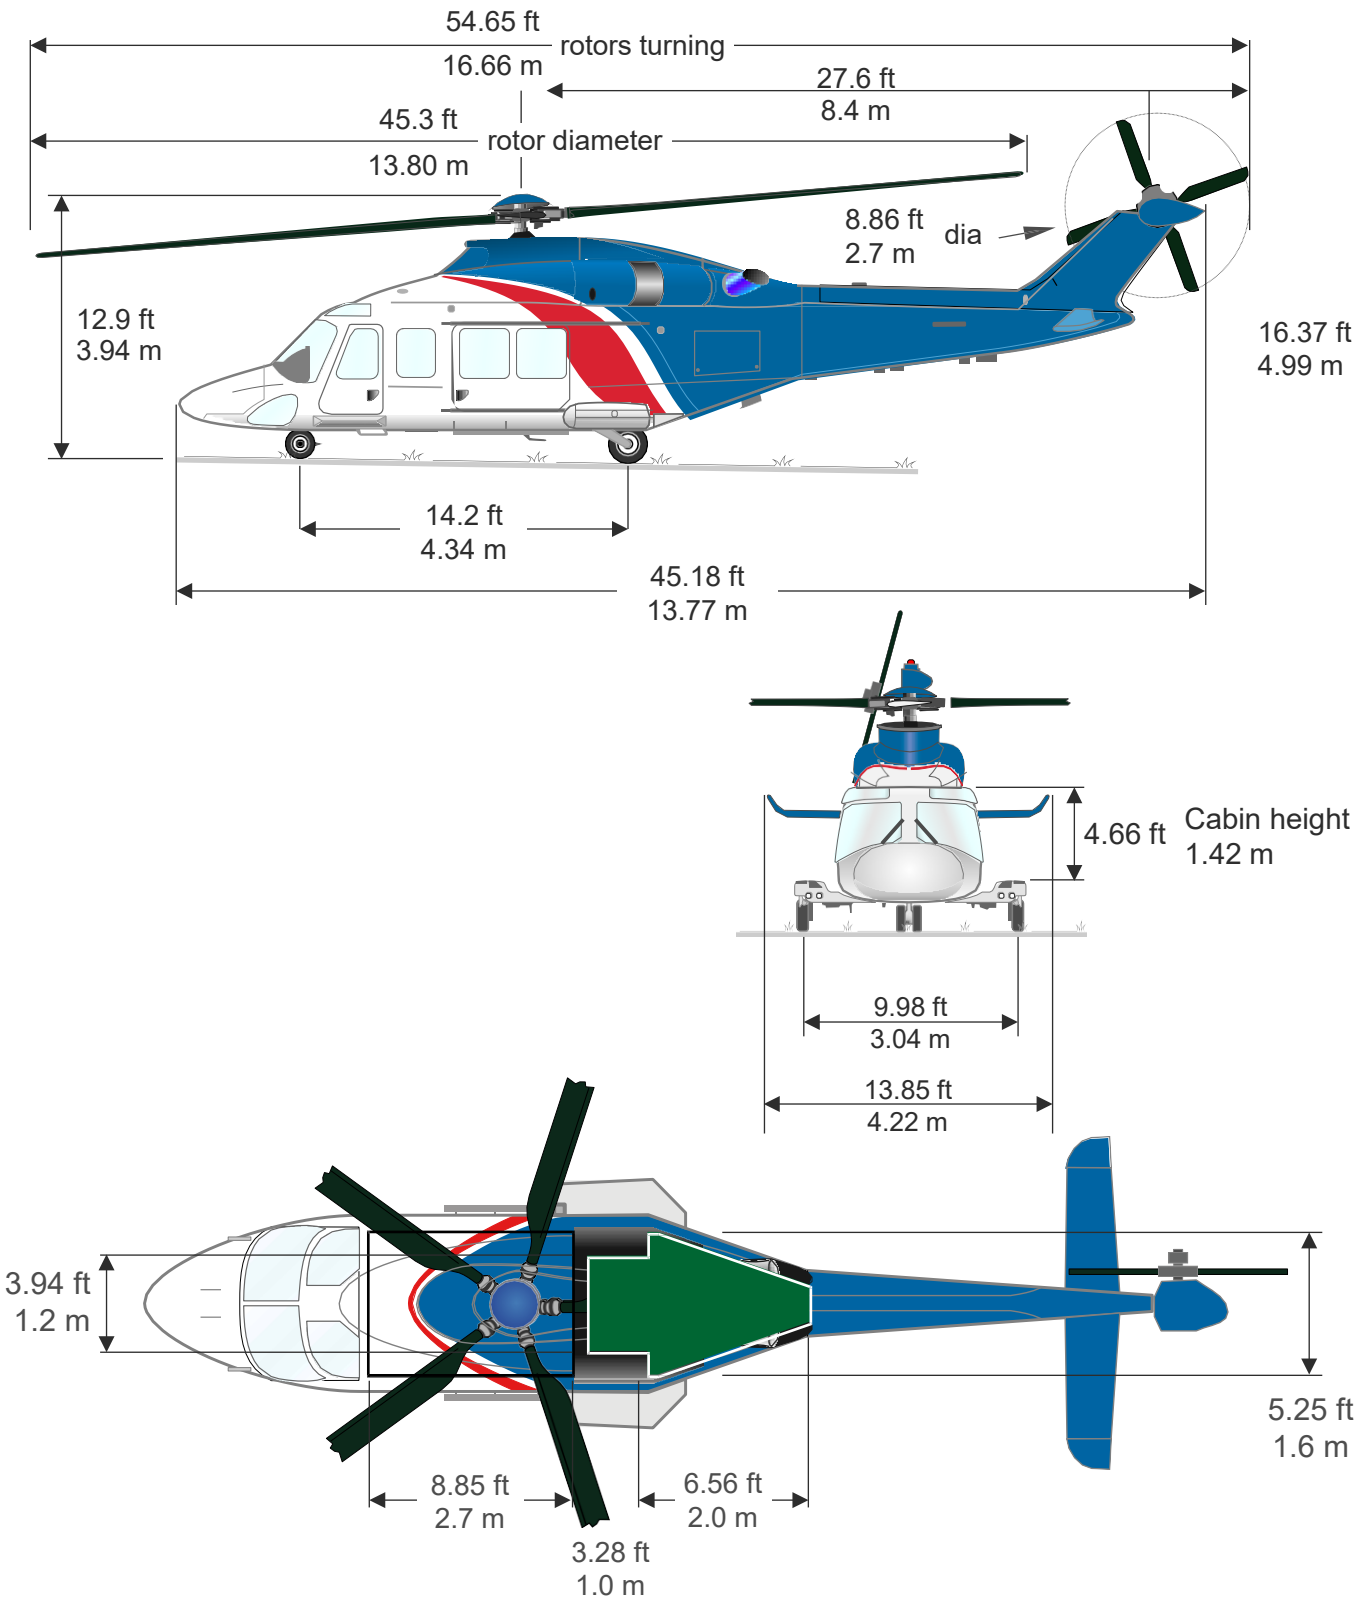 54.65 ft
rotors turning
16.66 m
27.6 ft
8.4 m
45.3 ft
rotor diameter
13.80 m
8.86 ft
dia
2.7 m
12.9 ft
3.94 m
16.37 ft
4.99 m
14.2 ft
4.34 m
45.18 ft
13.77 m
4.66 ft
Cabin height
1.42 m
9.98 ft
3.04 m
13.85 ft
4.22 m
3.94 ft
1.2 m
5.25 ft
1.6 m
8.85 ft
2.7 m
6.56 ft
2.0 m
3.28 ft
1.0 m